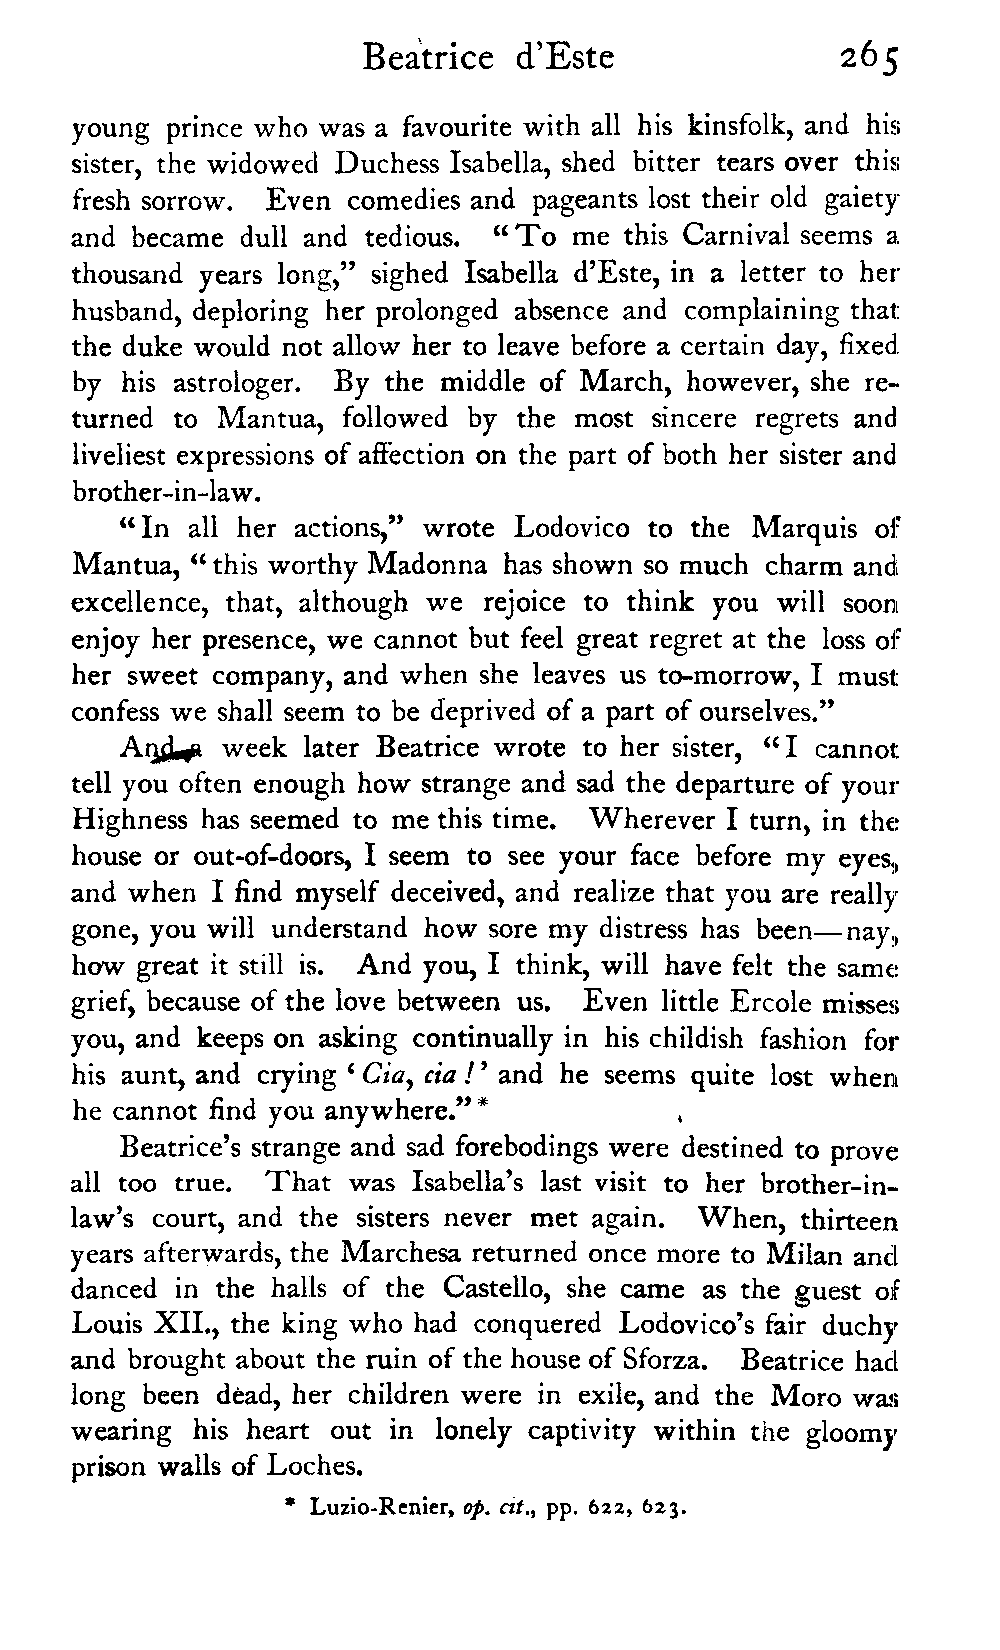 Beatrice d'Este 265
young prince who was a favourite with all his kinsfolk, and his
sister, the widowed Duchess Isabella, shed bitter tears over this
fresh sorrow. Even comedies and pageants lost their old gaiety
and became dull and tedious. “To me this Carnival seems a
thousand years long,” sighed Isabella d'Este, in a letter to her
husband, deploring her prolonged absence and complaining that
the duke would not allow her to leave before a certain day, fixed
by his astrologer. By the middle of March, however, she re-
turned to Mantua, followed by the most sincere regrets and
liveliest expressions of affection on the part of both her sister and
brother-in-law.
“In all her actions,” wrote Lodovico to the Marquis of
Mantua, “this worthy Madonna has shown so much charm and
excellence, that, although we rejoice to think you will soon
enjoy her presence, we cannot but feel great regret at the loss of
her sweet company, and when she leaves us to-morrow, I must
confess we shall seem to be deprived of a part of ourselves.”
And a week later Beatrice wrote to her sister, “I cannot
tell you often enough how strange and sad the departure of your
Highness has seemed to me this time. Wherever I turn, in the
house or out-of-doors, I seem to see your face before my eyes,
and when I find myself deceived, and realize that you are really
gone, you will understand how sore my distress has been—nay,
how great it still is. And you, I think, will have felt the same
grief, because of the love between us. Even little Ercole misses
you, and keeps on asking continually in his childish fashion for
his aunt, and crying ‘Cia, cia!’ and he seems quite lost when
he cannot find you anywhere.”*
Beatrice's strange and sad forebodings were destined to prove
all too true. That was Isabella's last visit to her brother-in-
law's court, and the sisters never met again. When, thirteen
years afterwards, the Marchesa returned once more to Milan and
danced in the halls of the Castello, she came as the guest of
Louis XII., the king who had conquered Lodovico's fair duchy
and brought about the ruin of the house of Sforza. Beatrice had
long been dead, her children were in exile, and the Moro was
wearing his heart out in lonely captivity within the gloomy
prison walls of Loches.
* Luzio-Renier, op. cit., pp. 622, 623.